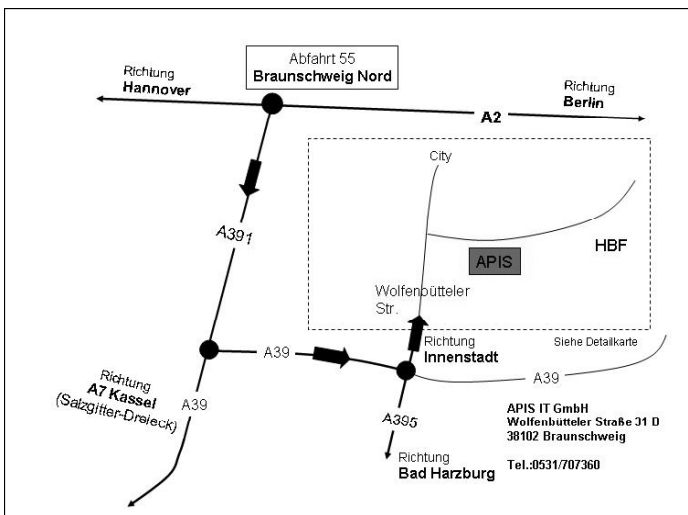 Abfahrt 55
Braunschweig Nord
Richtung
Hannover
Richtung
Berlin
A2
City
A391
APIS
HBF
Wolfenbütteler
Str.
Richtung
Innenstadt
Siehe Detailkarte
A39
A39
Richtung
A7 Kassel
(Salzgitter-Dreieck)
A39
A395
Richtung
Bad Harzburg
APIS IT GmbH
Wolfenbütteler Straße 31 D
38102 Braunschweig
Tel.:0531/707360